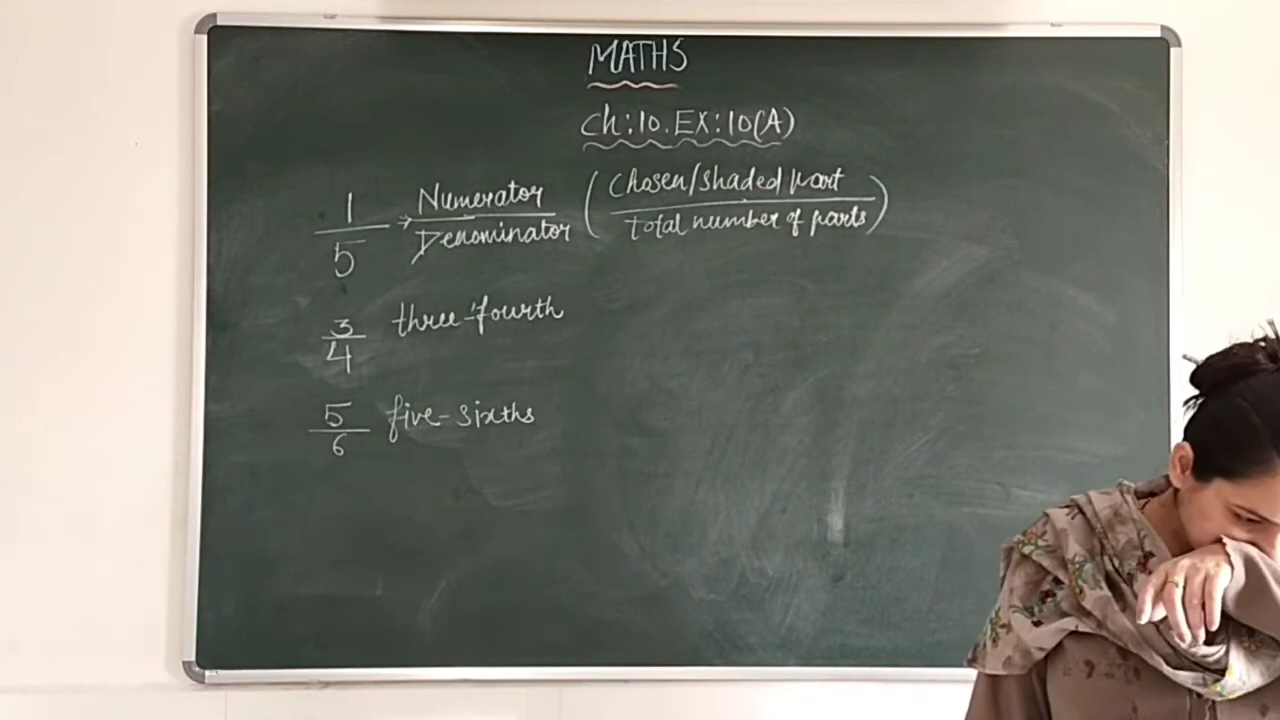 MATHS
Ch:10. EX:10(A)
1/5 → Numerator/Denominator (Chosen/shaded part/Total number of parts)
3/4 three-fourth
5/6 five-sixths